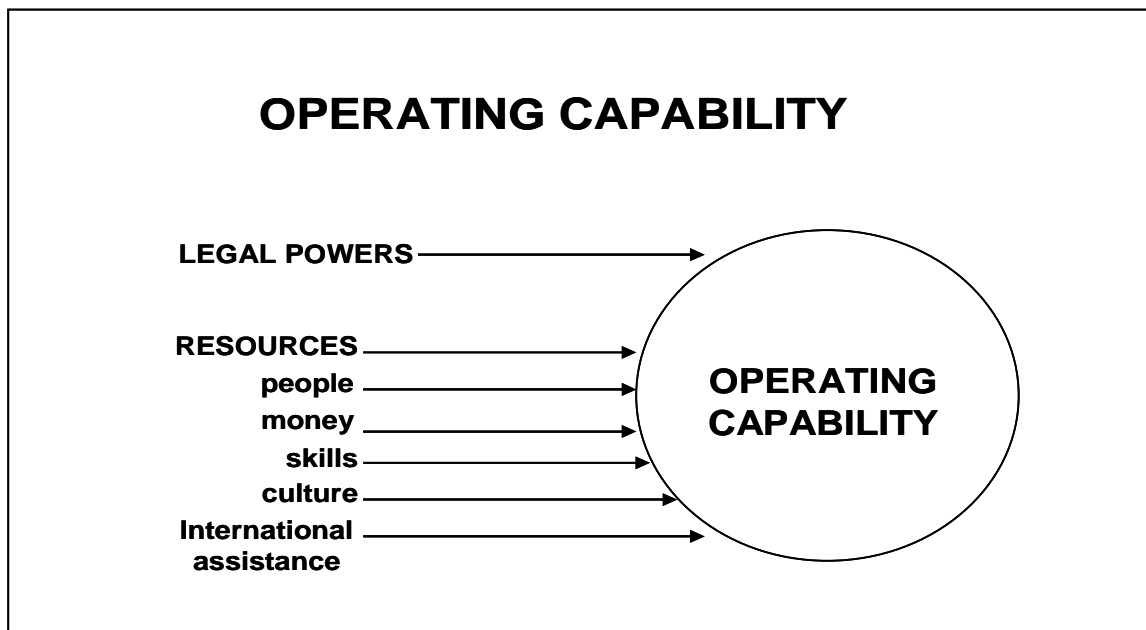 OPERATING CAPABILITY
LEGAL POWERS
RESOURCES
people
money
skills
culture
International
assistance
OPERATING
CAPABILITY